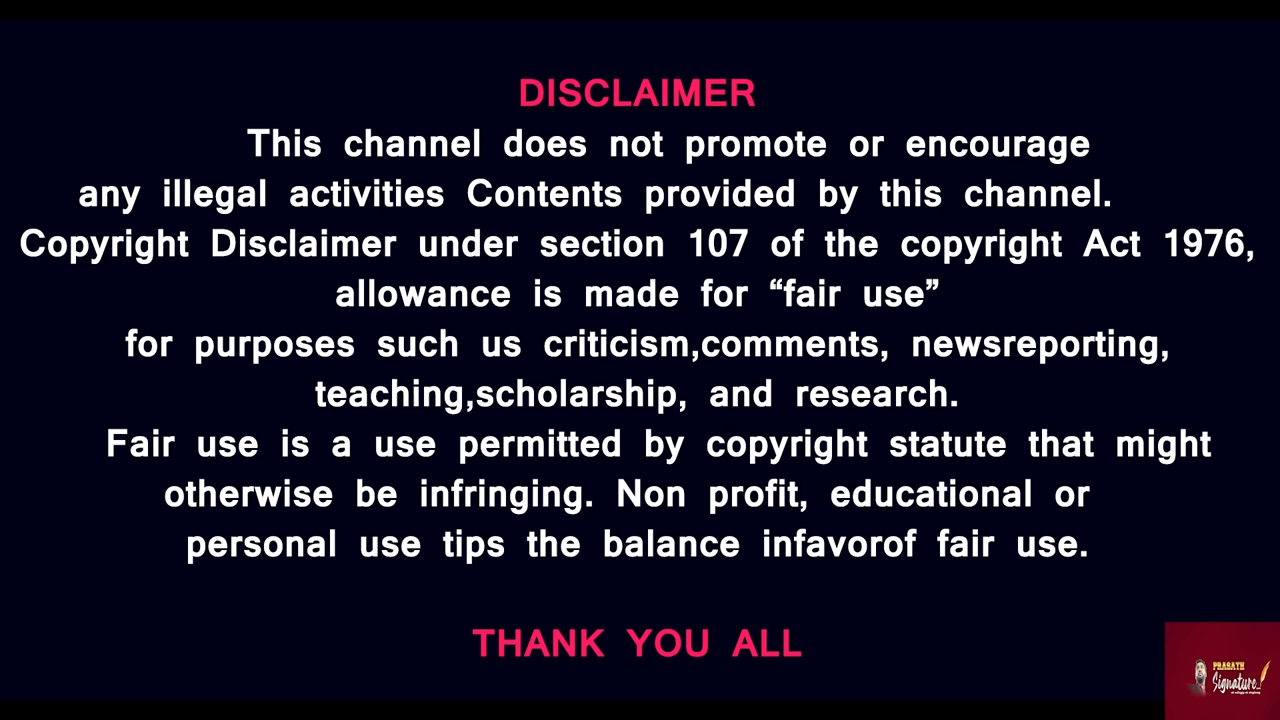 DISCLAIMER
This channel does not promote or encourage
any illegal activities Contents provided by this channel.
Copyright Disclaimer under section 107 of the copyright Act 1976,
allowance is made for “fair use”
for purposes such us criticism,comments, newsreporting,
teaching,scholarship, and research.
Fair use is a use permitted by copyright statute that might
otherwise be infringing. Non profit, educational or
personal use tips the balance infavorof fair use.
THANK YOU ALL
PRASATH
Signature..!